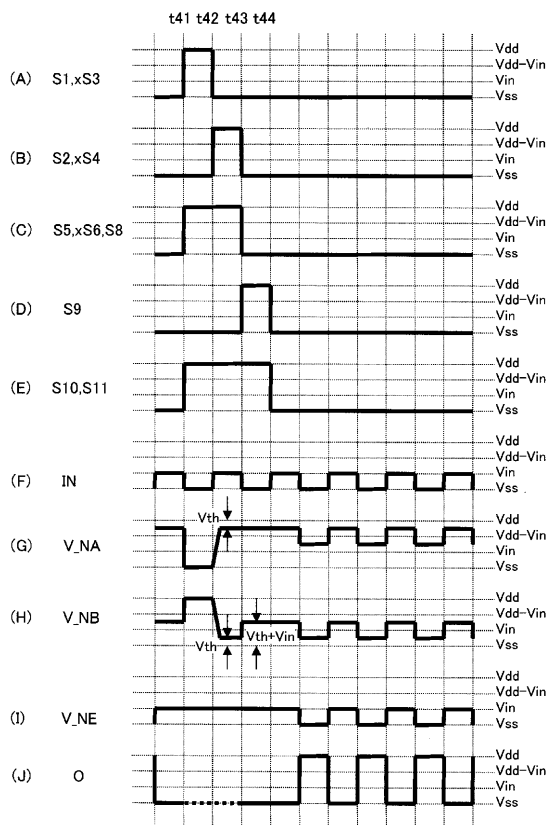 t41 t42 t43 t44
(A) S1,xS3
Vdd
Vdd-Vin
Vin
Vss
(B) S2,xS4
Vdd
Vdd-Vin
Vin
Vss
(C) S5,xS6,S8
Vdd
Vdd-Vin
Vin
Vss
(D) S9
Vdd
Vdd-Vin
Vin
Vss
(E) S10,S11
Vdd
Vdd-Vin
Vin
Vss
(F) IN
Vdd
Vdd-Vin
Vin
Vss
(G) V_NA
Vth
Vdd
Vdd-Vin
Vin
Vss
(H) V_NB
Vth
Vth+Vin
Vdd
Vdd-Vin
Vin
Vss
(I) V_NE
Vdd
Vdd-Vin
Vin
Vss
(J) O
Vdd
Vdd-Vin
Vin
Vss